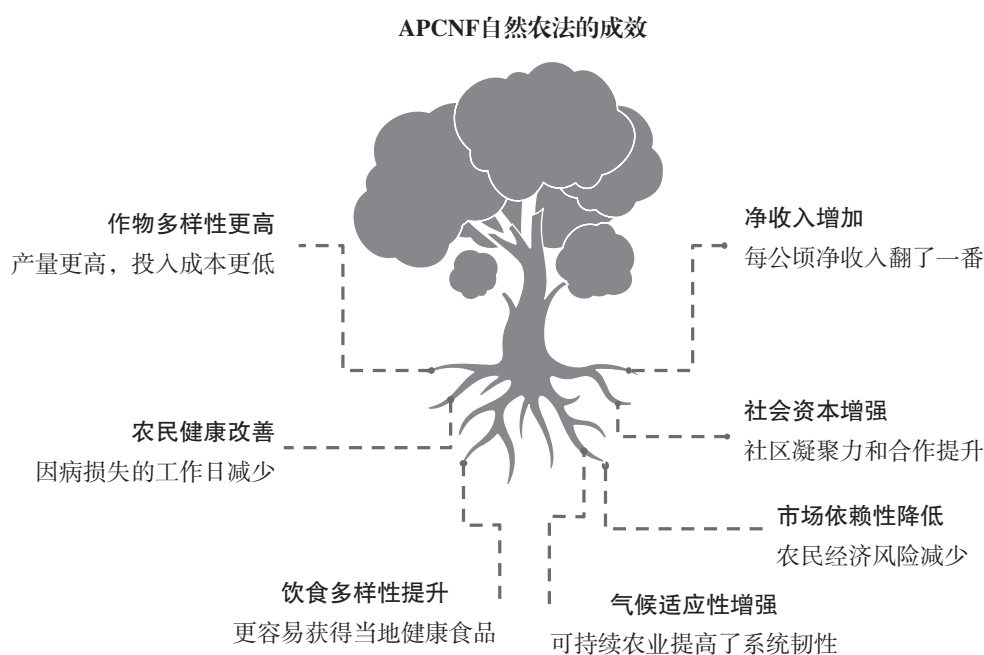 APCNF自然农法的成效
作物多样性更高
产量更高，投入成本更低
净收入增加
每公顷净收入翻了一番
农民健康改善
因病损失的工作日减少
社会资本增强
社区凝聚力和合作提升
市场依赖性降低
农民经济风险减少
饮食多样性提升
更容易获得当地健康食品
气候适应性增强
可持续农业提高了系统韧性